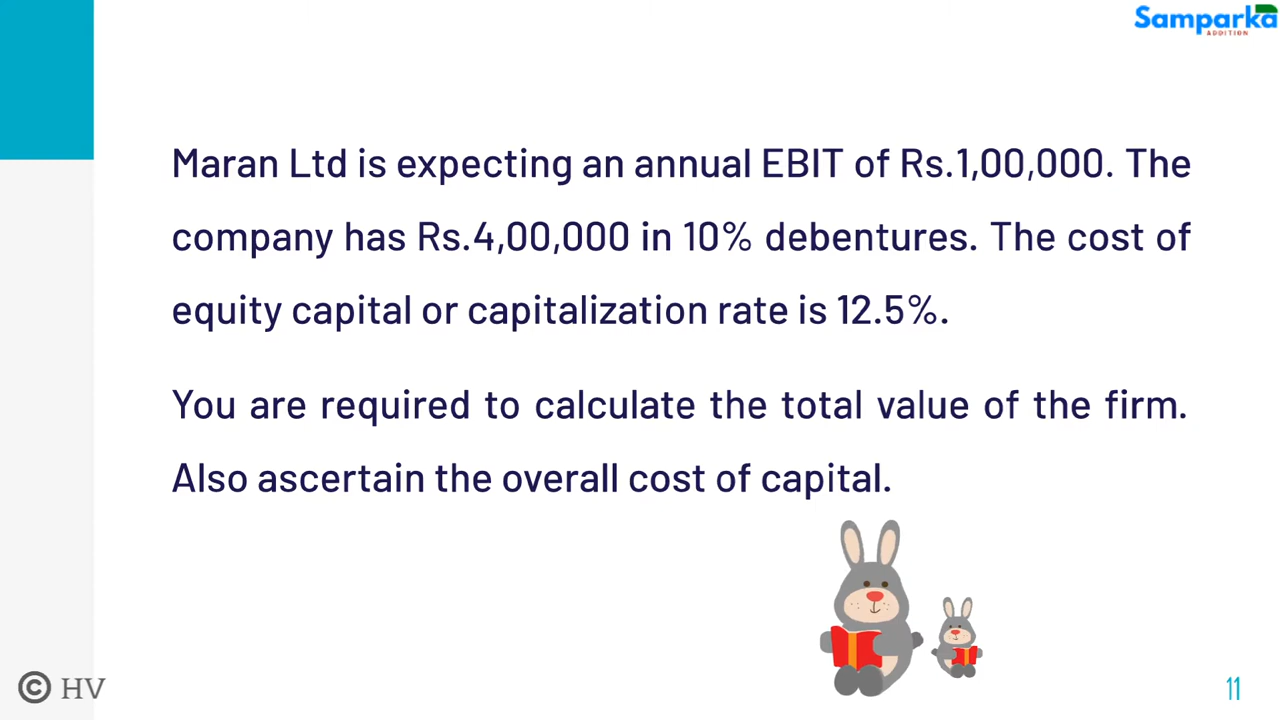 Samparka
ADDITION
Maran Ltd is expecting an annual EBIT of Rs.1,00,000. The
company has Rs.4,00,000 in 10% debentures. The cost of
equity capital or capitalization rate is 12.5%.
You are required to calculate the total value of the firm.
Also ascertain the overall cost of capital.
© HV
11